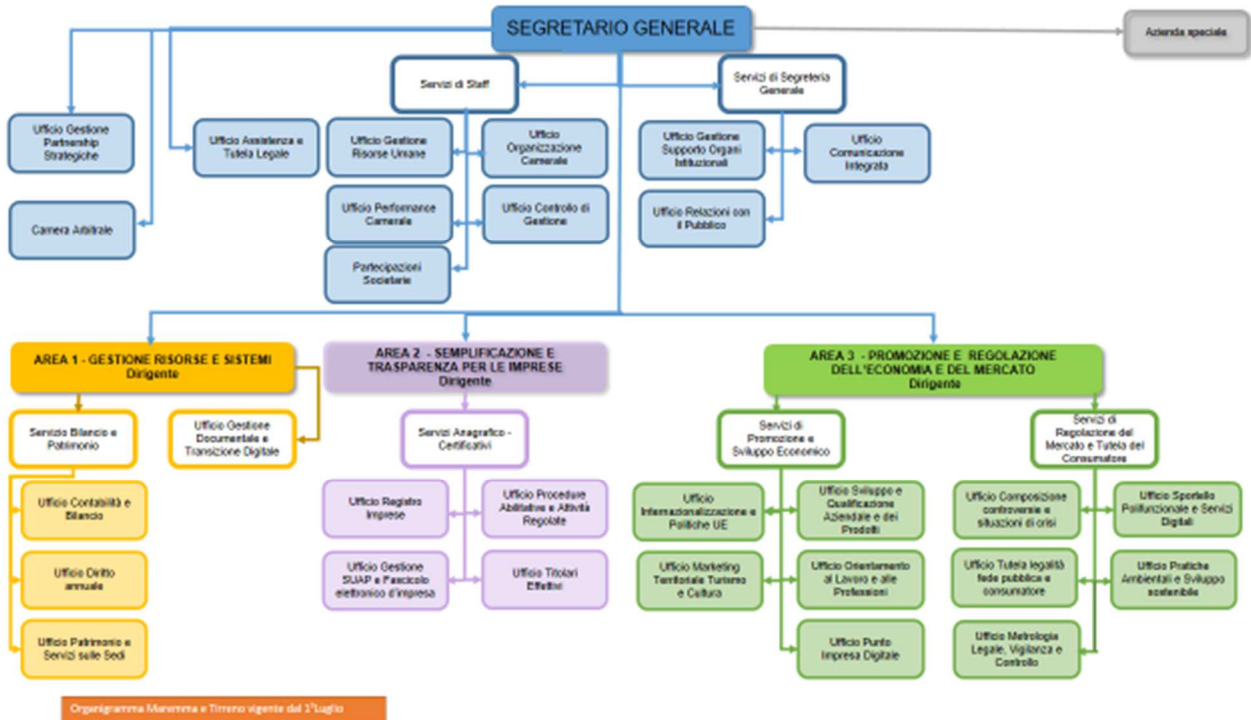 SEGRETARIO GENERALE
Azienda speciale
Servizi di Staff
Servizi di Segreteria
Generale
Ufficio Gestione
Partnership
Strategiche
Ufficio Assistenza e
Tutela Legale
Ufficio Gestione
Risorse Umane
Ufficio
Organizzazione
Camerale
Ufficio Gestione
Supporto Organi
Istituzionali
Ufficio
Comunicazione
Integrata
Camera Arbitrale
Ufficio Performance
Camerale
Ufficio Controllo di
Gestione
Ufficio Relazioni con
il Pubblico
Partecipazioni
Societarie
AREA 1 - GESTIONE RISORSE E SISTEMI
Dirigente
AREA 2 - SEMPLIFICAZIONE E
TRASPARENZA PER LE IMPRESE
Dirigente
AREA 3 - PROMOZIONE E REGOLAZIONE
DELL'ECONOMIA E DEL MERCATO
Dirigente
Servizio Bilancio e
Patrimonio
Ufficio Gestione
Documentale e
Transizione Digitale
Servizi Anagrafico -
Certificativi
Servizi di
Promozione e
Sviluppo Economico
Servizi di
Regolazione del
Mercato e Tutela del
Consumatore
Ufficio Contabilità e
Bilancio
Ufficio Registro
Imprese
Ufficio Procedure
Abilitative e Attività
Regolate
Ufficio
Internazionalizzazione e
Politiche UE
Ufficio Sviluppo e
Qualificazione
Aziendale e dei
Prodotti
Ufficio Composizione
controversie e
situazioni di crisi
Ufficio Sportello
Polifunzionale e Servizi
Digitali
Ufficio Diritto
annuale
Ufficio Gestione
SUAP e Fascicolo
elettronico d'impresa
Ufficio Titolari
Effettivi
Ufficio Marketing
Territoriale Turismo
e Cultura
Ufficio Orientamento
al Lavoro e alle
Professioni
Ufficio Tutela legalità
fede pubblica e
consumatore
Ufficio Pratiche
Ambientali e Sviluppo
sostenibile
Ufficio Patrimonio e
Servizi sulle Sedi
Ufficio Punto
Impresa Digitale
Ufficio Metrologia
Legale, Vigilanza e
Controllo
Organigramma Maremma e Tirreno vigente dal 1°Luglio